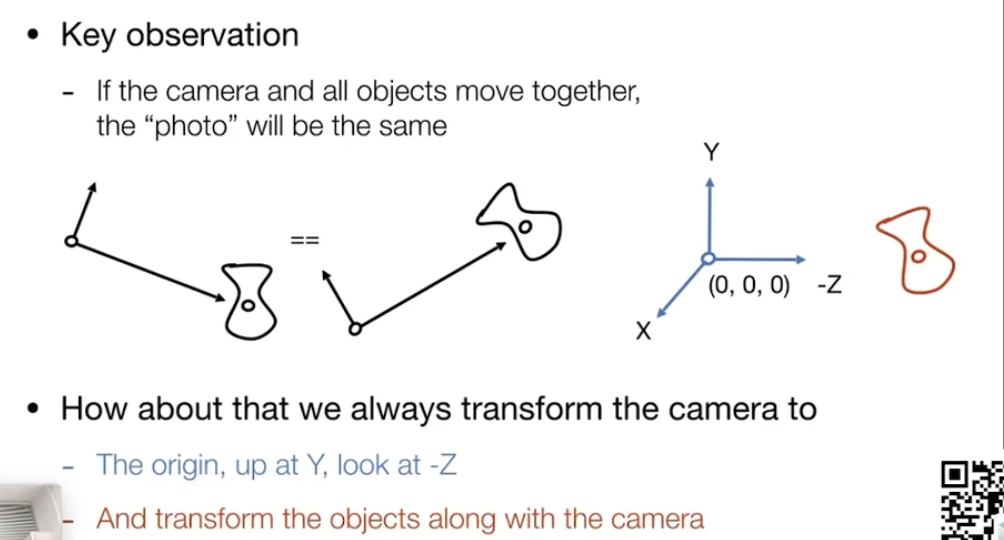 • Key observation
- If the camera and all objects move together,
the “photo” will be the same
Y
==
(0, 0, 0) -Z
X
• How about that we always transform the camera to
- The origin, up at Y, look at -Z
- And transform the objects along with the camera